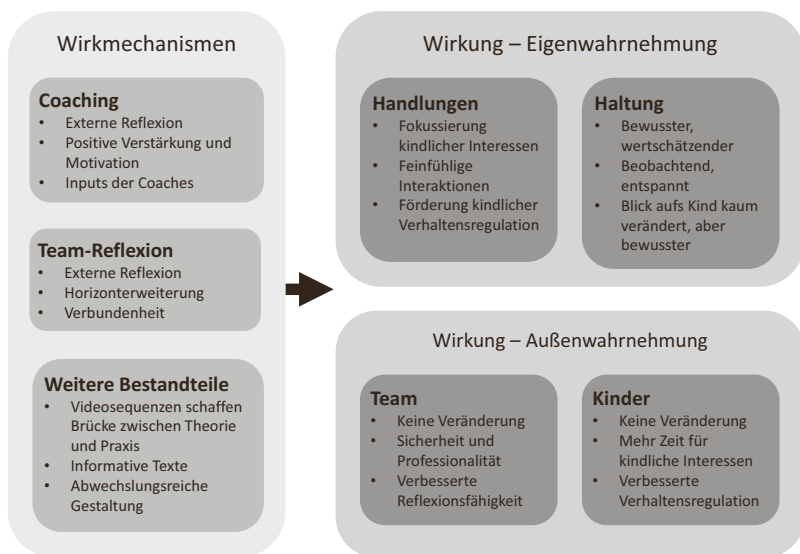 Wirkmechanismen
Coaching
• Externe Reflexion
• Positive Verstärkung und
Motivation
• Inputs der Coaches
Team-Reflexion
• Externe Reflexion
• Horizonterweiterung
• Verbundenheit
Weitere Bestandteile
• Videosequenzen schaffen
Brücke zwischen Theorie
und Praxis
• Informative Texte
• Abwechslungsreiche
Gestaltung
Wirkung – Eigenwahrnehmung
Handlungen
• Fokussierung
kindlicher Interessen
• Feinfühlige
Interaktionen
• Förderung kindlicher
Verhaltensregulation
Haltung
• Bewusster,
wertschätzender
• Beobachtend,
entspannt
• Blick aufs Kind kaum
verändert, aber
bewusster
Wirkung – Außenwahrnehmung
Team
• Keine Veränderung
• Sicherheit und
Professionalität
• Verbesserte
Reflexionsfähigkeit
Kinder
• Keine Veränderung
• Mehr Zeit für
kindliche Interessen
• Verbesserte
Verhaltensregulation